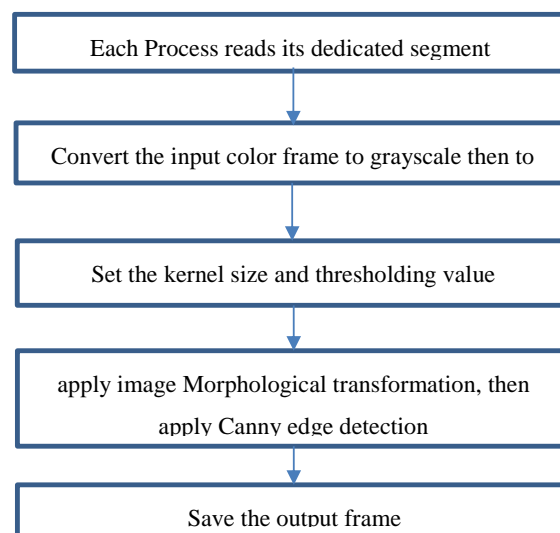 Each Process reads its dedicated segment
Convert the input color frame to grayscale then to
Set the kernel size and thresholding value
apply image Morphological transformation, then
apply Canny edge detection
Save the output frame